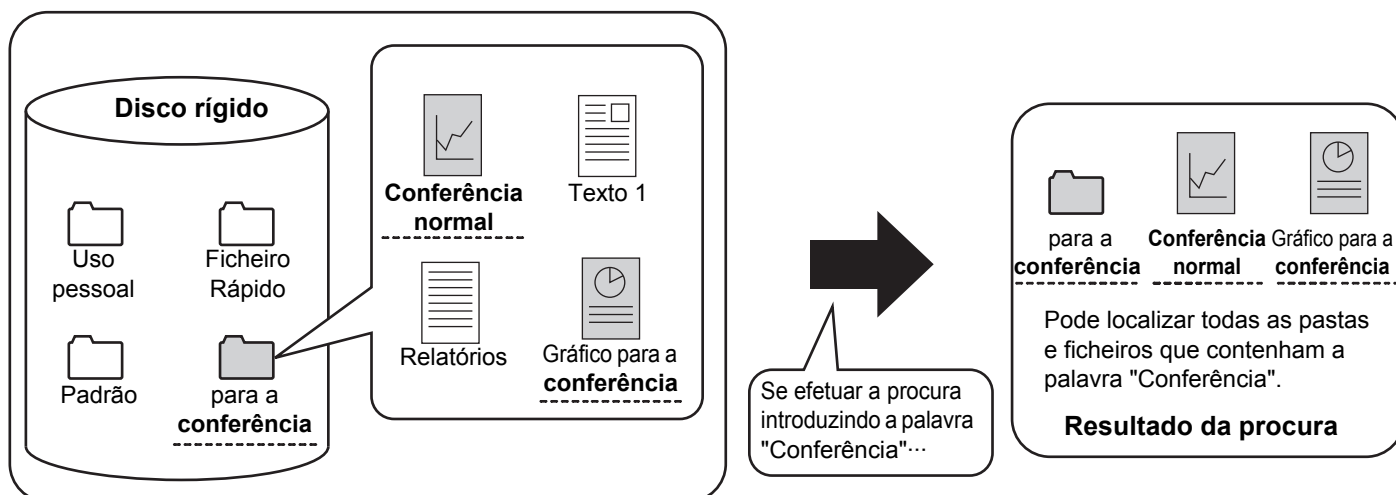 Disco rígido
Uso
pessoal
Ficheiro
Rápido
Padrão
para a
conferência
Conferência
normal
Texto 1
Relatórios
Gráfico para a
conferência
Se efetuar a procura
introduzindo a palavra
"Conferência"···
para a
conferência
Conferência
normal
Gráfico para a
conferência
Pode localizar todas as pastas
e ficheiros que contenham a
palavra "Conferência".
Resultado da procura